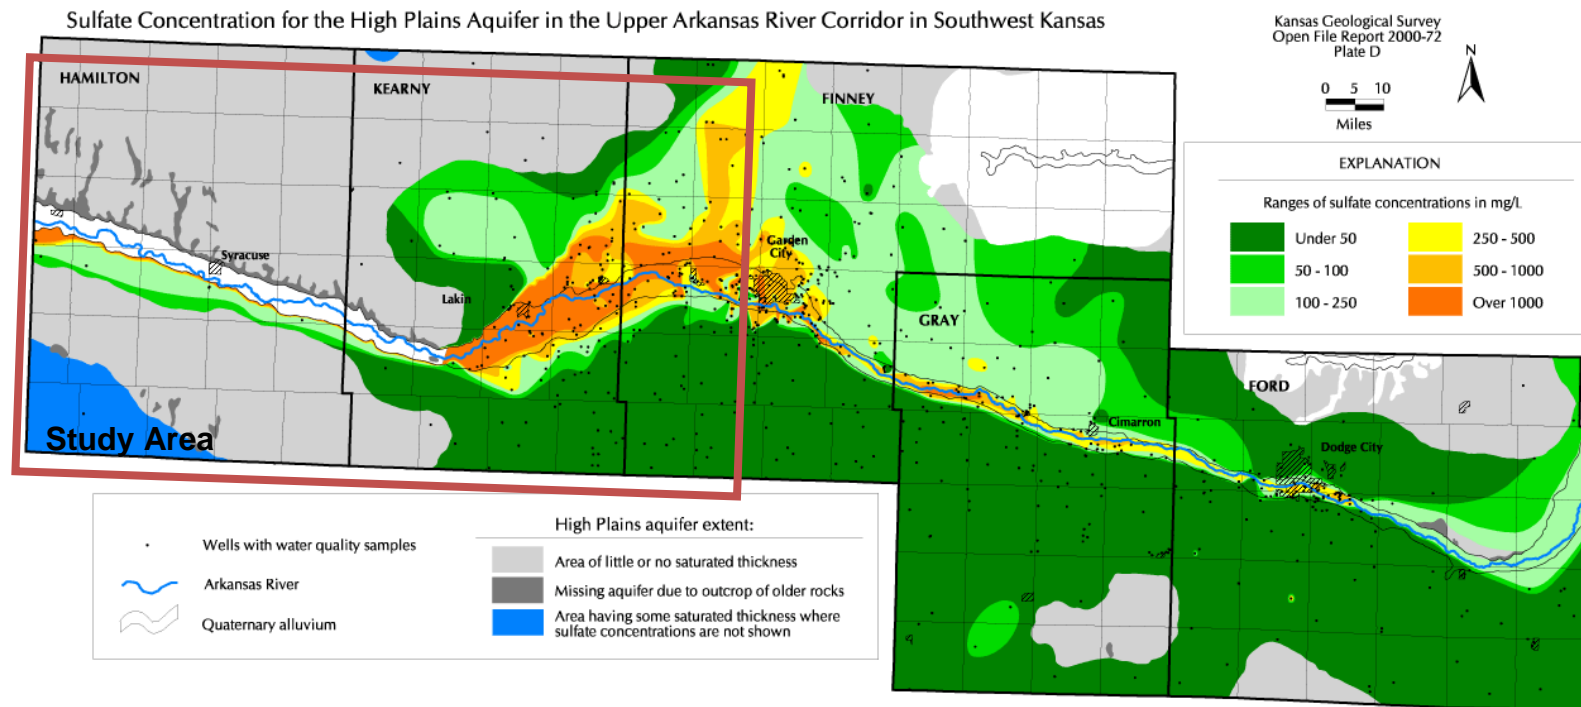 Sulfate Concentration for the High Plains Aquifer in the Upper Arkansas River Corridor in Southwest Kansas
Kansas Geological Survey
Open File Report 2000-72
Plate D
N
0 5 10
Miles
HAMILTON
KEARNY
FINNEY
Syracuse
Lakin
Garden
City
GRAY
Cimarron
FORD
Dodge City
Study Area
EXPLANATION
Ranges of sulfate concentrations in mg/L
Under 50
250 - 500
50 - 100
500 - 1000
100 - 250
Over 1000
Wells with water quality samples
Arkansas River
Quaternary alluvium
High Plains aquifer extent:
Area of little or no saturated thickness
Missing aquifer due to outcrop of older rocks
Area having some saturated thickness where
sulfate concentrations are not shown